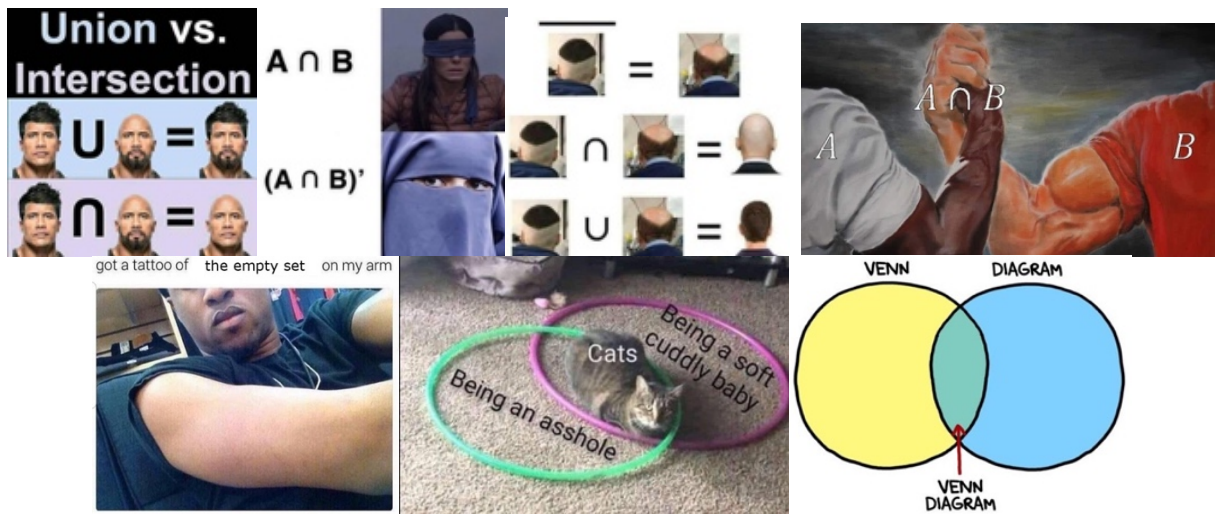 Union vs.
Intersection
U =
∩ =
A ∩ B
(A ∩ B)'
=
∩ =
∪ =
A
A ∩ B
B
got a tattoo of the empty set on my arm
Cats
Being a soft
cuddly baby
Being an asshole
VENN DIAGRAM
VENN
DIAGRAM